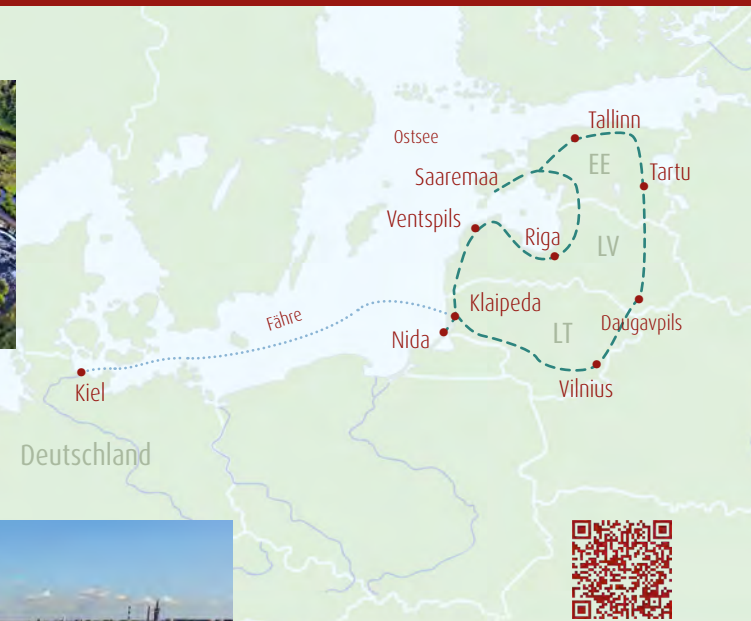 Tallinn
Ostsee
EE
Saaremaa
Tartu
Ventspils
Riga
LV
Klaipeda
Fähre
Nida
LT
Daugavpils
Kiel
Vilnius
Deutschland